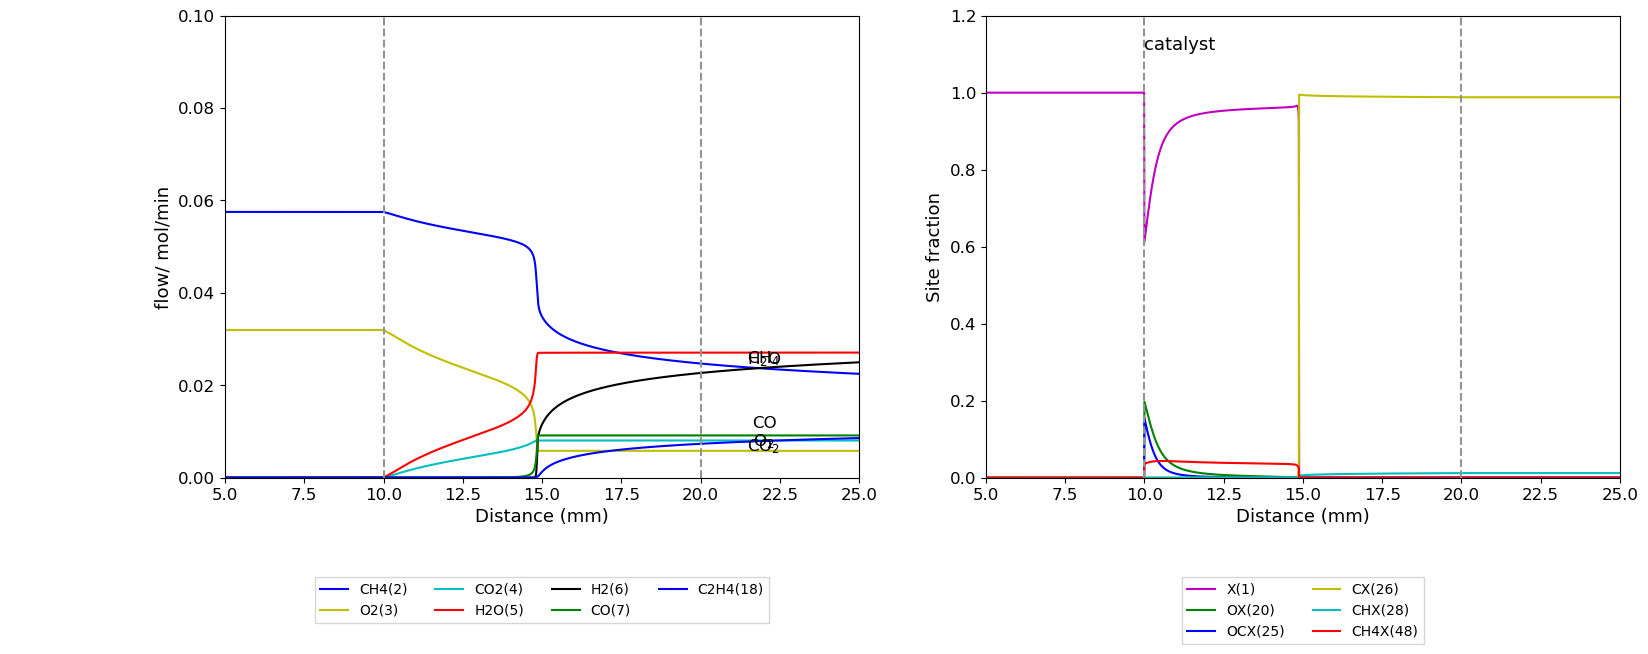 0.10
0.08
0.06
0.04
0.02
0.00
flow/ mol/min
5.0 7.5 10.0 12.5 15.0 17.5 20.0 22.5 25.0
Distance (mm)
CO
O2
CO2
CH4(2) CO2(4) H2(6) C2H4(18)
O2(3) H2O(5) CO(7)
1.2
1.0
0.8
0.6
0.4
0.2
0.0
Site fraction
catalyst
5.0 7.5 10.0 12.5 15.0 17.5 20.0 22.5 25.0
Distance (mm)
X(1) CX(26)
OX(20) CHX(28)
OCX(25) CH4X(48)